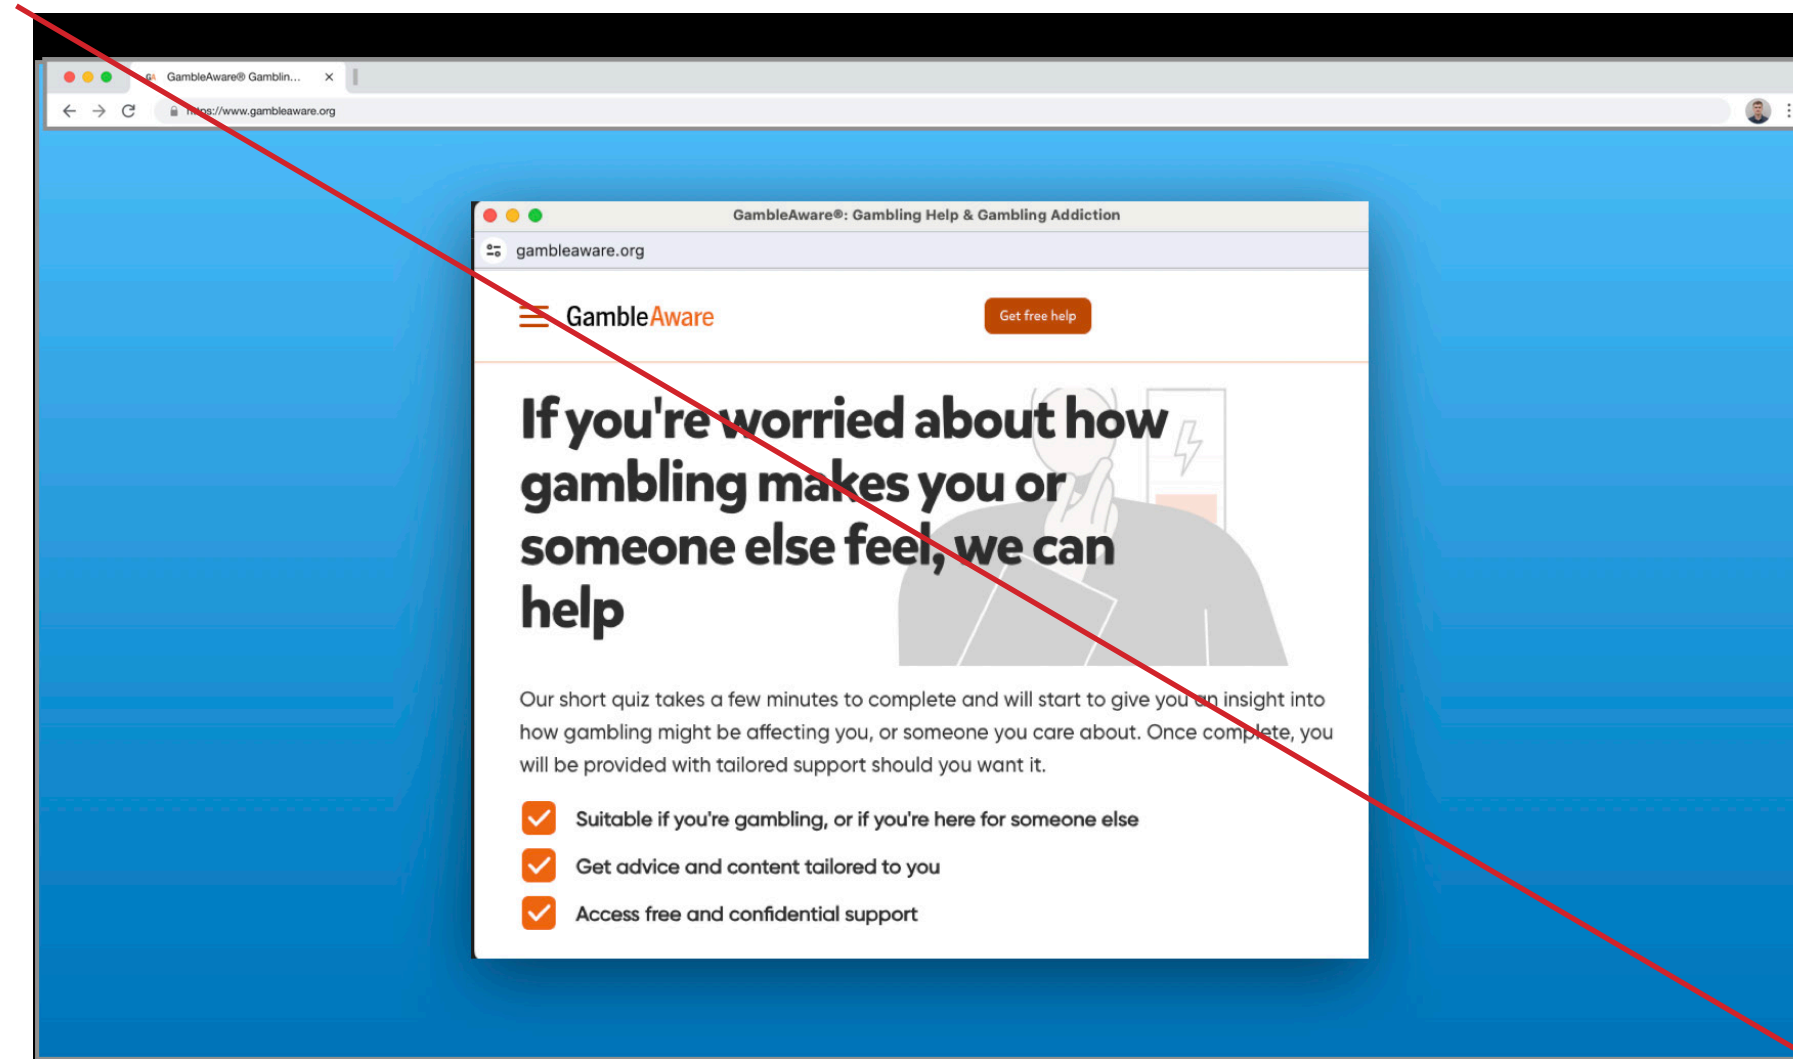 GA GambleAware® Gamblin...
https://www.gambleaware.org
GambleAware®: Gambling Help & Gambling Addiction
gambleaware.org
GambleAware
Get free help
If you're worried about how
gambling makes you or
someone else feel, we can
help
Our short quiz takes a few minutes to complete and will start to give you an insight into
how gambling might be affecting you, or someone you care about. Once complete, you
will be provided with tailored support should you want it.
Suitable if you're gambling, or if you're here for someone else
Get advice and content tailored to you
Access free and confidential support